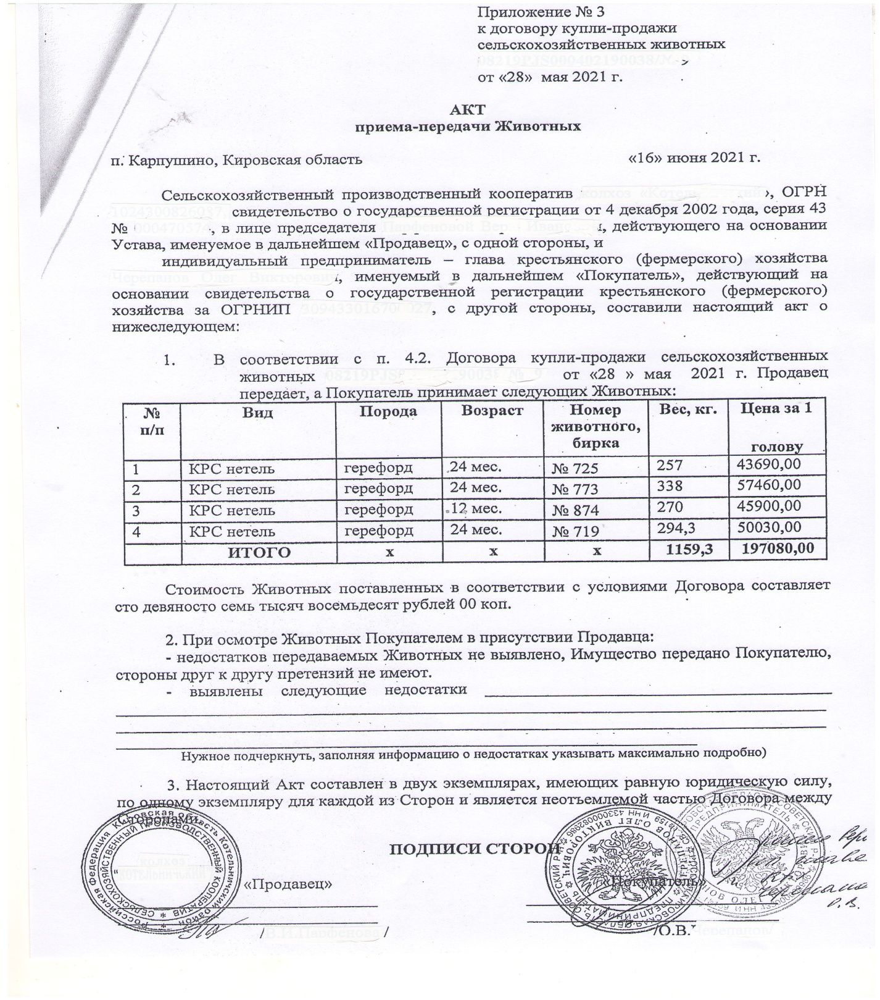 Приложение № 3
к договору купли-продажи
сельскохозяйственных животных
от «28» мая 2021 г.
АКТ
приема-передачи Животных
п. Карпушино, Кировская область «16» июня 2021 г.
Сельскохозяйственный производственный кооператив », ОГРН
свидетельство о государственной регистрации от 4 декабря 2002 года, серия 43
№ , в лице председателя , действующего на основании
Устава, именуемое в дальнейшем «Продавец», с одной стороны, и
индивидуальный предприниматель – глава крестьянского (фермерского) хозяйства
, именуемый в дальнейшем «Покупатель», действующий на
основании свидетельства о государственной регистрации крестьянского (фермерского)
хозяйства за ОГРНИП , с другой стороны, составили настоящий акт о
нижеследующем:
1. В соответствии с п. 4.2. Договора купли-продажи сельскохозяйственных
животных от «28 » мая 2021 г. Продавец
передает, а Покупатель принимает следующих Животных:
№ п/п Вид Порода Возраст Номер животного, бирка Вес, кг. Цена за 1 голову
1 КРС нетель герефорд 24 мес. № 725 257 43690,00
2 КРС нетель герефорд 24 мес. № 773 338 57460,00
3 КРС нетель герефорд 12 мес. № 874 270 45900,00
4 КРС нетель герефорд 24 мес. № 719 294,3 50030,00
ИТОГО х х х 1159,3 197080,00
Стоимость Животных поставленных в соответствии с условиями Договора составляет
сто девяносто семь тысяч восемьдесят рублей 00 коп.
2. При осмотре Животных Покупателем в присутствии Продавца:
- недостатков передаваемых Животных не выявлено, Имущество передано Покупателю,
стороны друг к другу претензий не имеют.
- выявлены следующие недостатки
Нужное подчеркнуть, заполняя информацию о недостатках указывать максимально подробно)
3. Настоящий Акт составлен в двух экземплярах, имеющих равную юридическую силу,
по одному экземпляру для каждой из Сторон и является неотъемлемой частью Договора между
Сторонами.
ПОДПИСИ СТОРОН
«Продавец» «Покупатель»
/ / /О.В.